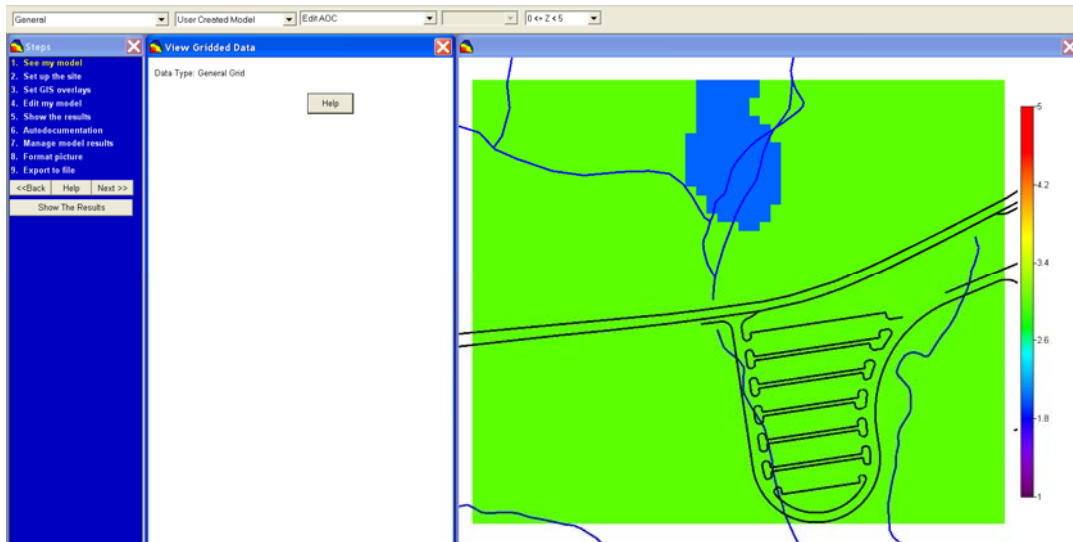 General
User Created Model
Edit AOC
0 <= Z < 5
Steps
1. See my model
2. Set up the site
3. Set GIS overlays
4. Edit my model
5. Show the results
6. Autodocumentation
7. Manage model results
8. Format picture
9. Export to file
<<Back
Help
Next >>
Show The Results
View Gridded Data
Data Type: General Grid
Help
5
4.2
3.4
2.6
1.8
1